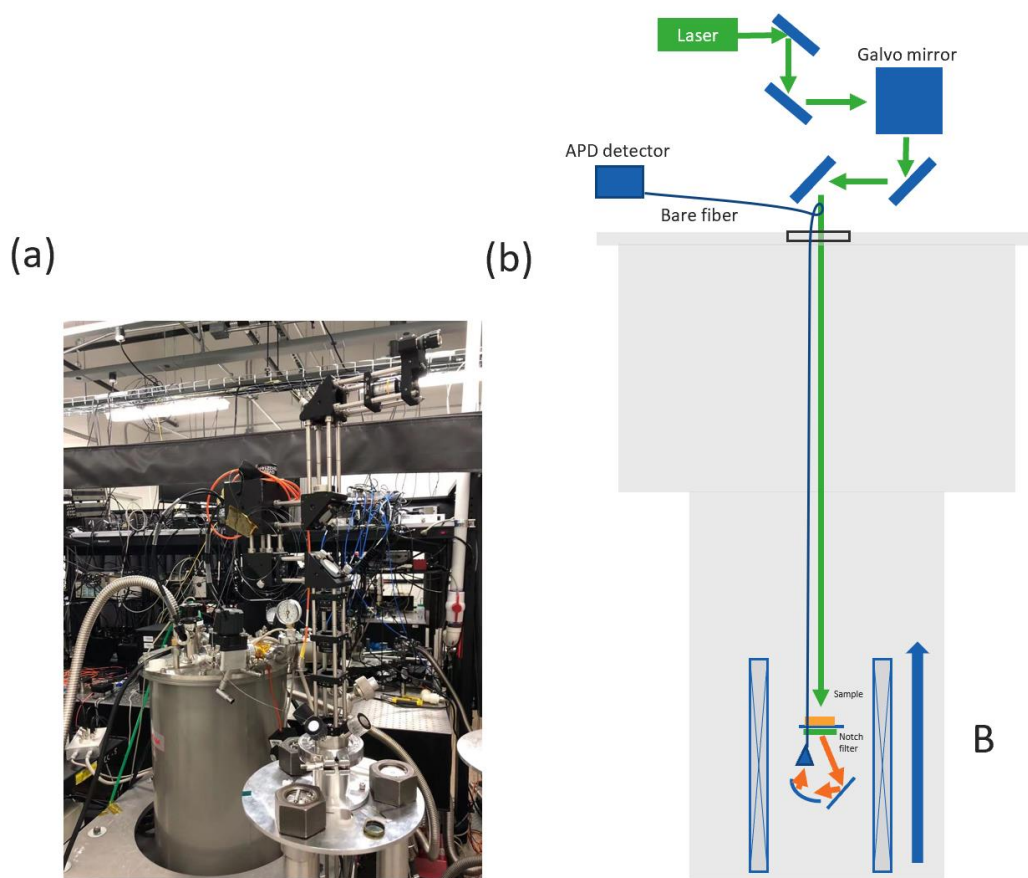 Laser
Galvo mirror
APD detector
Bare fiber
(a)
(b)
Sample
Notch
filter
B